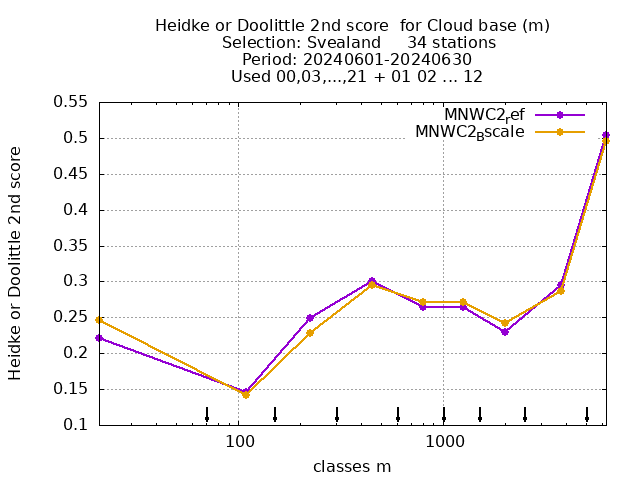 Heidke or Doolittle 2nd score  for Cloud base (m)
Selection: Svealand     34 stations
Period: 20240601-20240630
Used 00,03,...,21 + 01 02 ... 12
MNWC2ref
MNWC2Bscale
0.55
0.5
0.45
0.4
0.35
0.3
0.25
0.2
0.15
0.1
Heidke or Doolittle 2nd score
100
1000
classes m